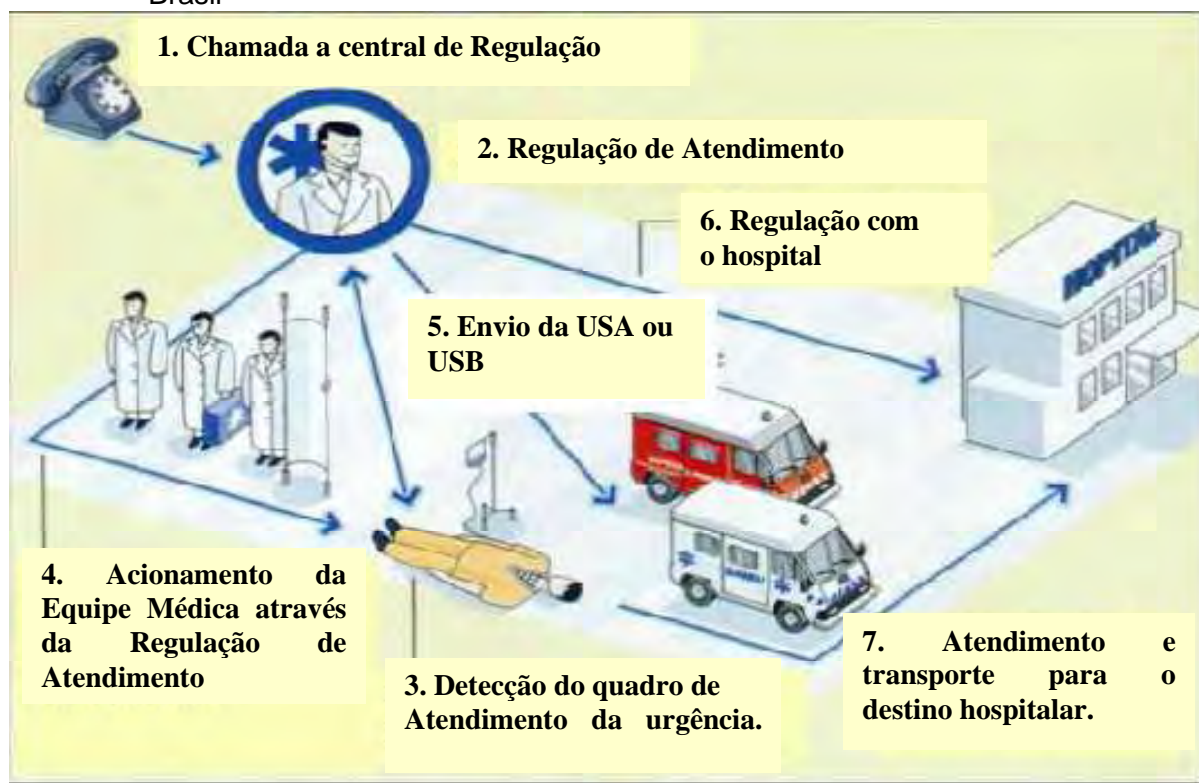 Brasil
1. Chamada a central de Regulação
2. Regulação de Atendimento
6. Regulação com
o hospital
HOPITAL
5. Envio da USA ou
USB
4. Acionamento da
Equipe Médica através
da Regulação de
Atendimento
3. Detecção do quadro de
Atendimento da urgência.
7. Atendimento e
transporte para o
destino hospitalar.